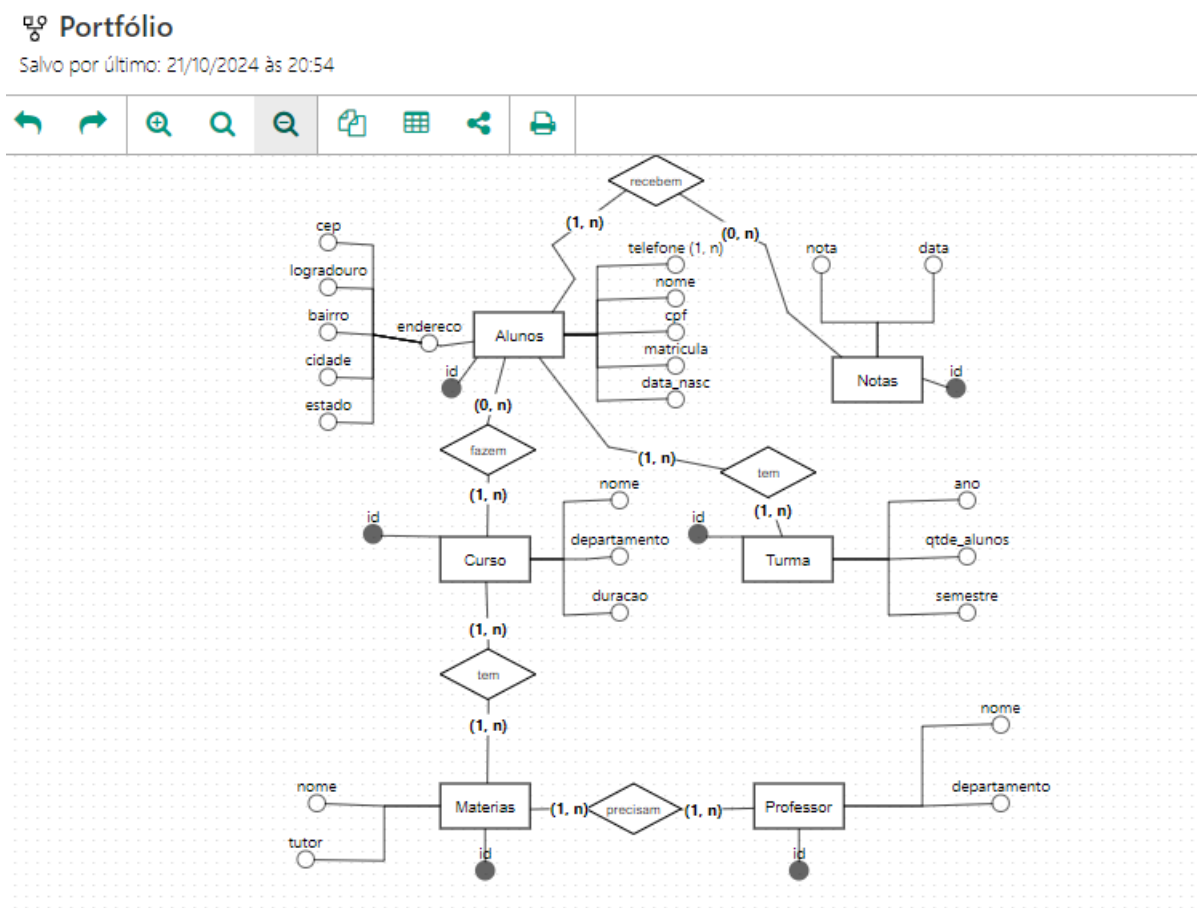 Portfólio
Salvo por último: 21/10/2024 às 20:54
recebem
(1, n)
(0, n)
cep
logradouro
bairro
cidade
estado
endereco
Alunos
id
telefone (1, n)
nome
cpf
matricula
data_nasc
nota
data
Notas
id
(0, n)
fazem
(1, n)
(1, n)
tem
(1, n)
id
Curso
nome
departamento
duracao
id
Turma
ano
qtde_alunos
semestre
(1, n)
tem
(1, n)
nome
tutor
Materias
id
(1, n)
precisam
(1, n)
Professor
id
nome
departamento